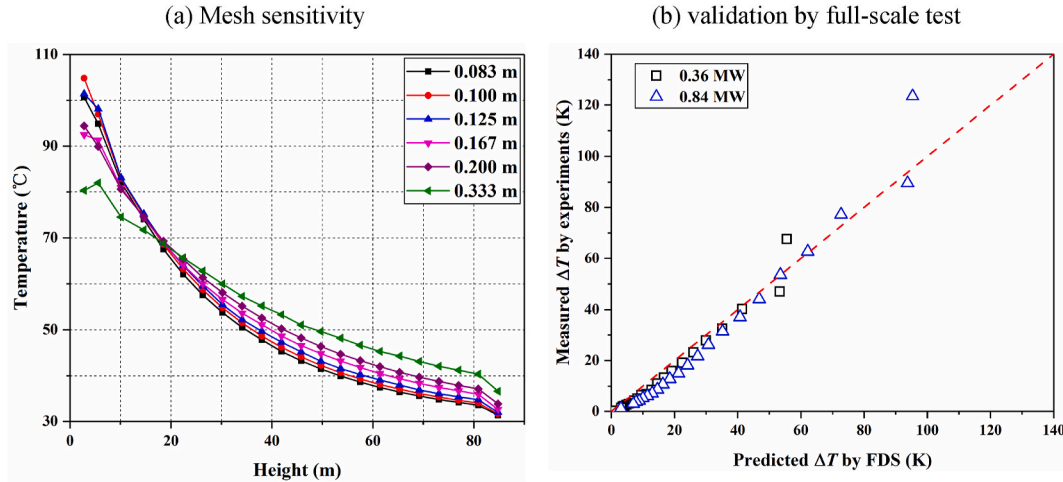 (a) Mesh sensitivity
(b) validation by full-scale test
110
90
70
50
30
0
20
40
60
80
100
Temperature (℃)
Height (m)
0.083 m
0.100 m
0.125 m
0.167 m
0.200 m
0.333 m
140
120
100
80
60
40
20
0
0
20
40
60
80
100
120
140
Measured ΔT by experiments (K)
Predicted ΔT by FDS (K)
0.36 MW
0.84 MW